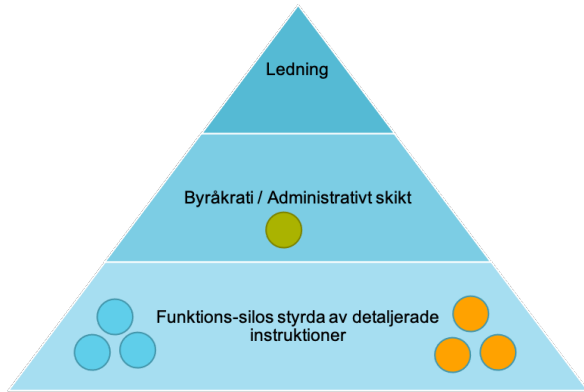 Ledning
Byråkrati / Administrativt skikt
Funktions-silos styrda av detaljerade
instruktioner